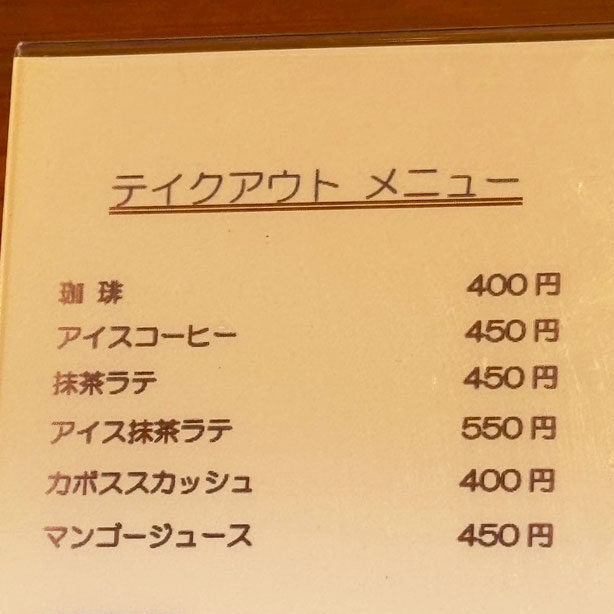 テイクアウト メニュー
珈 琲 400円
アイスコーヒー 450円
抹茶ラテ 450円
アイス抹茶ラテ 550円
カボススカッシュ 400円
マンゴージュース 450円